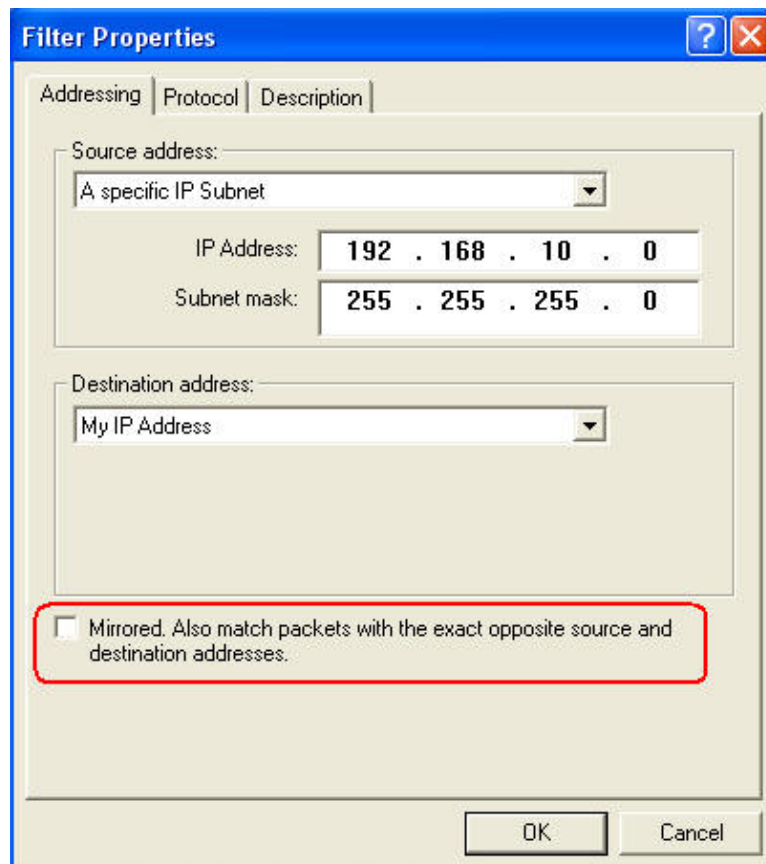 Filter Properties
Addressing Protocol Description
Source address:
A specific IP Subnet
IP Address: 192 . 168 . 10 . 0
Subnet mask: 255 . 255 . 255 . 0
Destination address:
My IP Address
Mirrored. Also match packets with the exact opposite source and
destination addresses.
OK Cancel